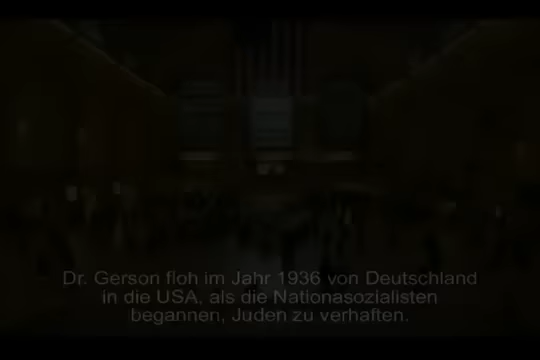 Dr. Gerson floh im Jahr 1936 von Deutschland
in die USA, als die Nationasozialisten
begannen, Juden zu verhaften.